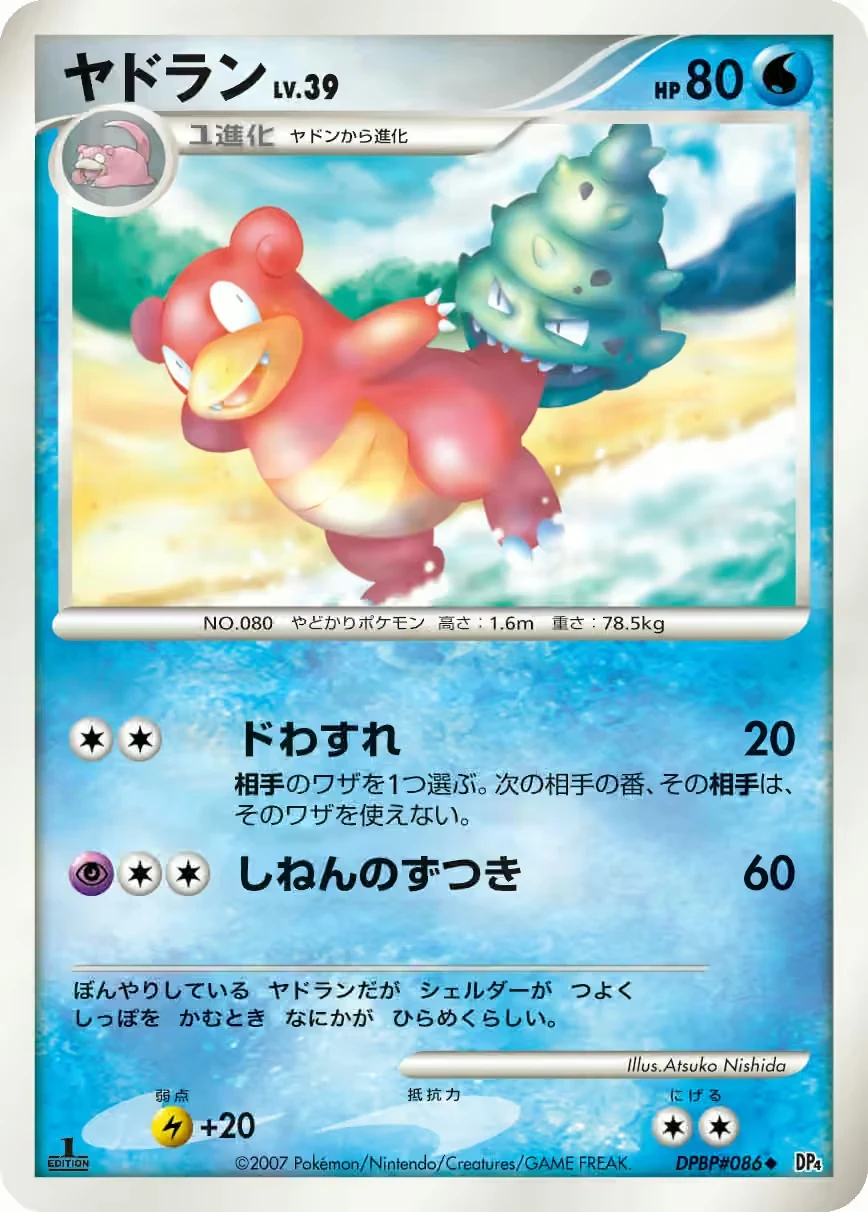 ヤドラン LV.39 HP 80
1進化 ヤドンから進化
NO.080 やどかりポケモン 高さ:1.6m 重さ:78.5kg
ドわすれ 20
相手のワザを1つ選ぶ。次の相手の番、その相手は、
そのワザを使えない。
しねんのずつき 60
ぼんやりしている ヤドランだが シェルダーが つよく
しっぽを かむとき なにかが ひらめくらしい。
Illus.Atsuko Nishida
弱点 抵抗力 にげる
+20
1 EDITION
©2007 Pokémon/Nintendo/Creatures/GAME FREAK. DPBP#086 DP4